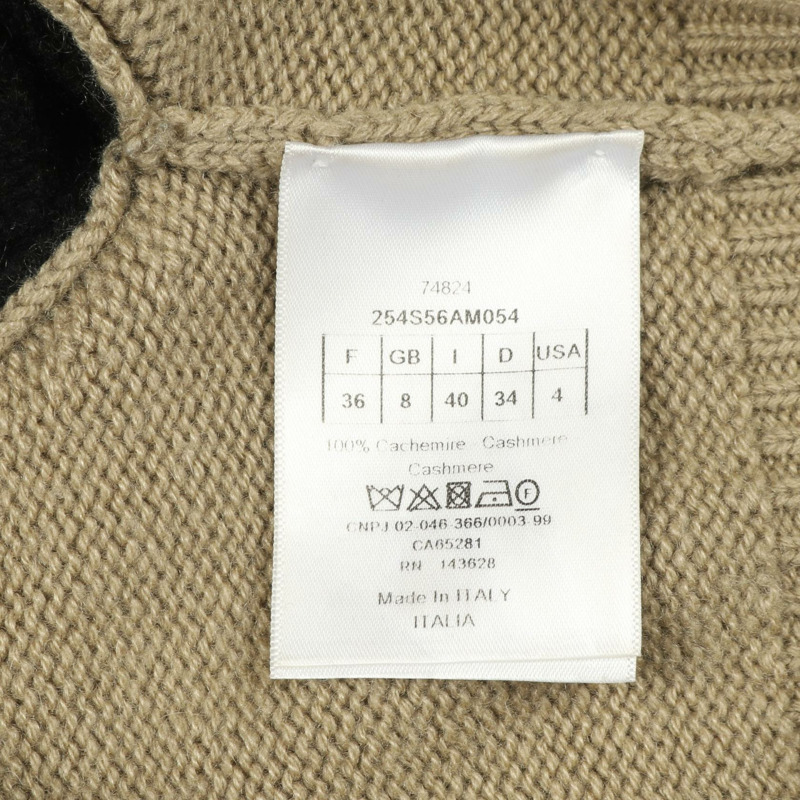 74824
254S56AM054
F GB I D USA
36 8 40 34 4
100% Cachemire - Cashmere
Cashmere
F
CNPJ 02-046-366/0003-99
CA65281
RN 143628
Made In ITALY
ITALIA